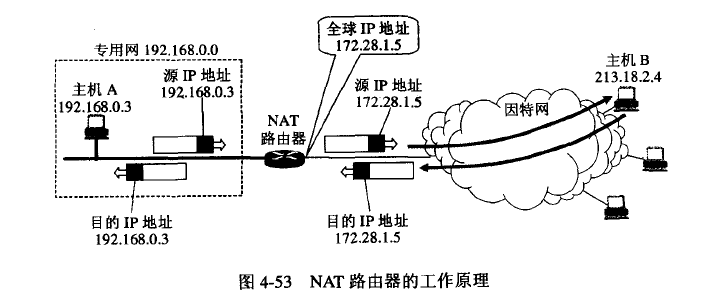 专用网 192.168.0.0
主机 A
192.168.0.3
源 IP 地址
192.168.0.3
目的 IP 地址
192.168.0.3
NAT
路由器
全球 IP 地址
172.28.1.5
源 IP 地址
172.28.1.5
目的 IP 地址
172.28.1.5
因特网
主机 B
213.18.2.4
图 4-53 NAT 路由器的工作原理